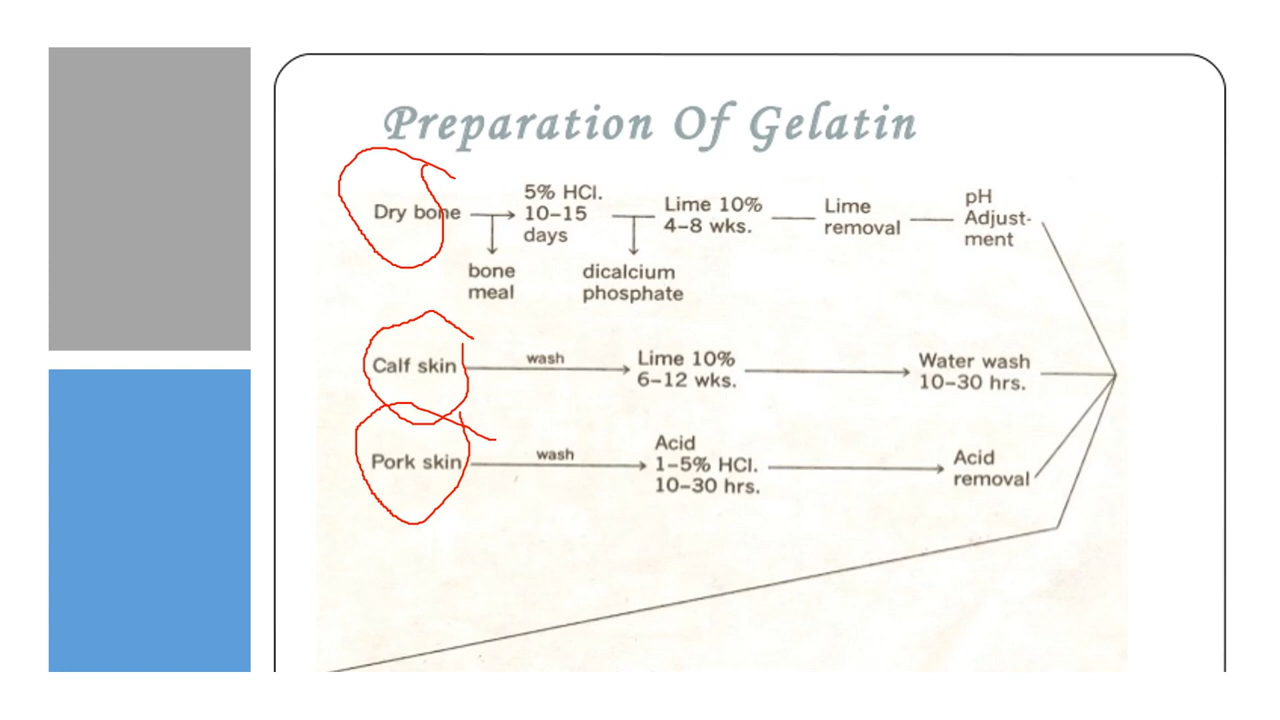 Preparation Of Gelatin
Dry bone
5% HCl.
10–15
days
Lime 10%
4–8 wks.
Lime
removal
pH
Adjust-
ment
bone
meal
dicalcium
phosphate
Calf skin
wash
Lime 10%
6–12 wks.
Water wash
10–30 hrs.
Pork skin
wash
Acid
1–5% HCl.
10–30 hrs.
Acid
removal